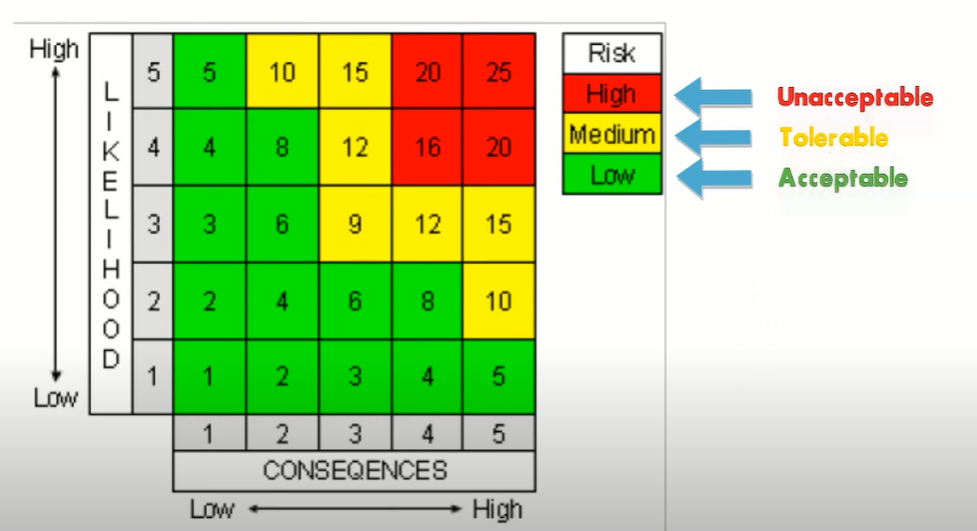 High
LIKELIHOOD
5 5 10 15 20 25
4 4 8 12 16 20
3 3 6 9 12 15
2 2 4 6 8 10
1 1 2 3 4 5
Low
1 2 3 4 5
CONSEQENCES
Low High
Risk
High Unacceptable
Medium Tolerable
Low Acceptable